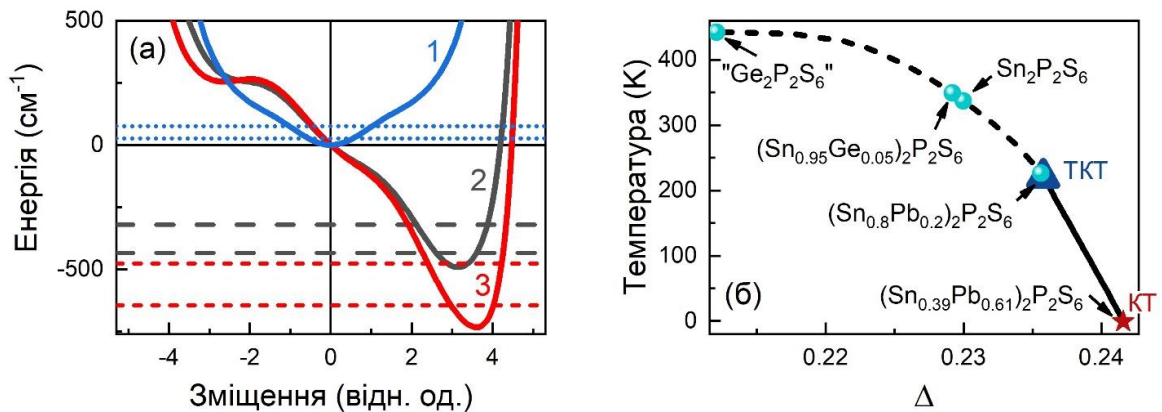 (а)
Енергія (см⁻¹)
500
0
-500
1
2
3
-4
-2
0
2
4
Зміщення (відн. од.)
(б)
Температура (K)
400
300
200
100
0
"Ge₂P₂S₆"
Sn₂P₂S₆
(Sn₀.₉₅Ge₀.₀₅)₂P₂S₆
ТКТ
(Sn₀.₈Pb₀.₂)₂P₂S₆
(Sn₀.₃₉Pb₀.₆₁)₂P₂S₆
КТ
0.22
0.23
0.24
Δ